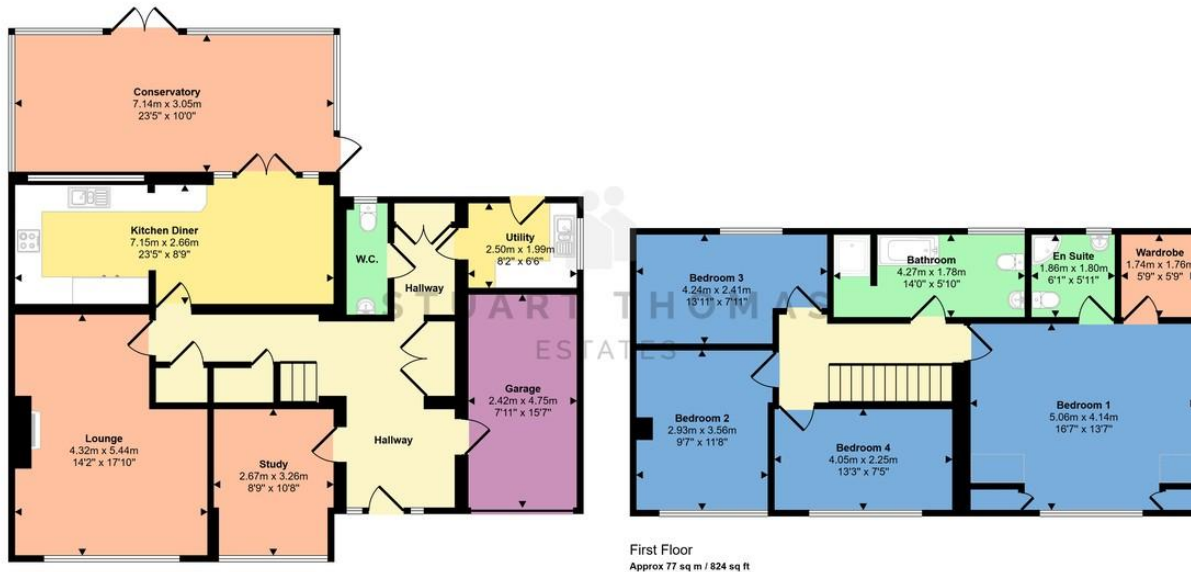 Conservatory
7.14m x 3.05m
23'5" x 10'0"
Kitchen Diner
7.15m x 2.66m
23'5" x 8'9"
W.C.
Utility
2.50m x 1.99m
8'2" x 6'6"
Hallway
STUART THOMAS
ESTATES
Lounge
4.32m x 5.44m
14'2" x 17'10"
Study
2.67m x 3.26m
8'9" x 10'8"
Hallway
Garage
2.42m x 4.75m
7'11" x 15'7"
Bedroom 3
4.24m x 2.41m
13'11" x 7'11"
Bathroom
4.27m x 1.78m
14'0" x 5'10"
En Suite
1.86m x 1.80m
6'1" x 5'11"
Wardrobe
1.74m x 1.76m
5'9" x 5'9"
Bedroom 2
2.93m x 3.56m
9'7" x 11'8"
Bedroom 4
4.05m x 2.25m
13'3" x 7'5"
Bedroom 1
5.06m x 4.14m
16'7" x 13'7"
First Floor
Approx 77 sq m / 824 sq ft